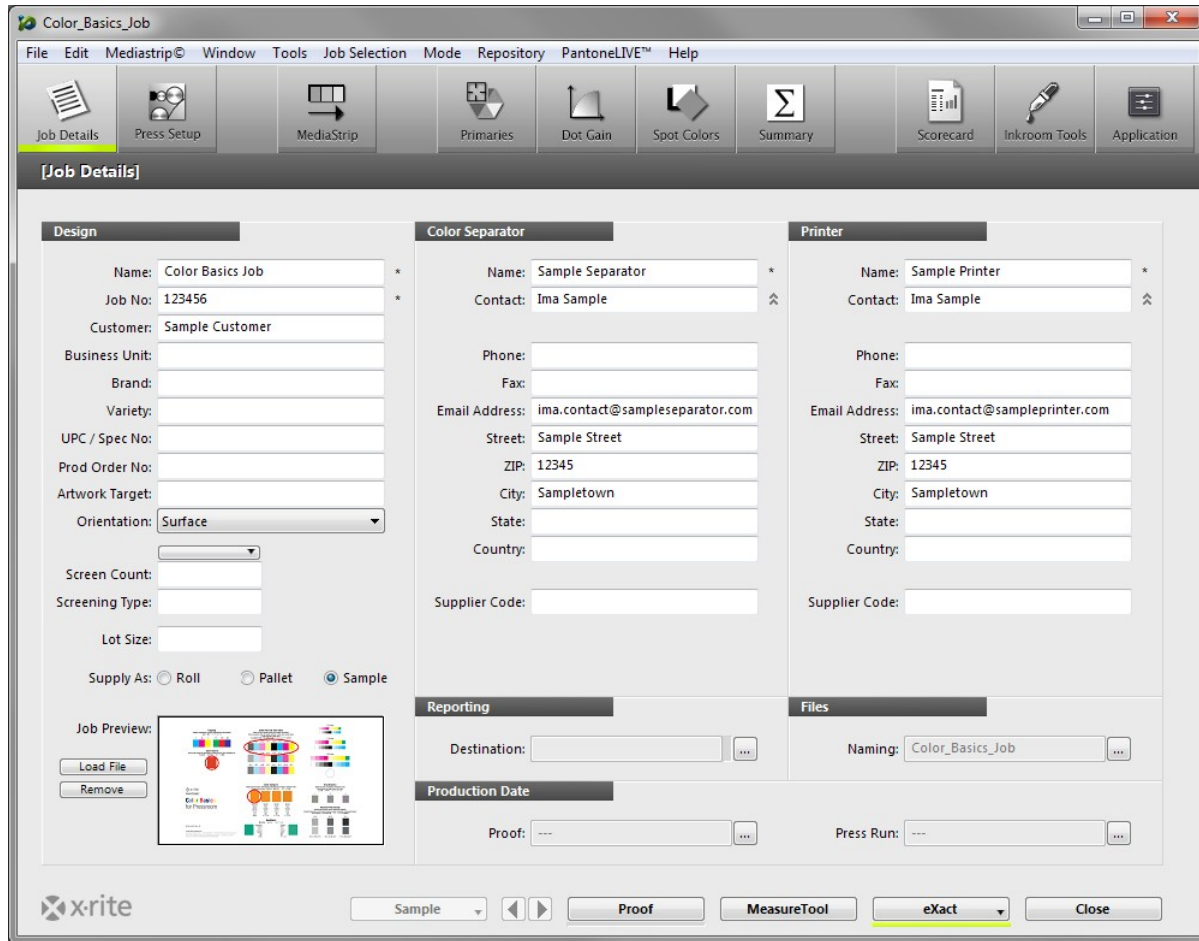 Color_Basics_Job
File Edit Mediastrip© Window Tools Job Selection Mode Repository PantoneLIVE™ Help
Job Details Press Setup MediaStrip Primaries Dot Gain Spot Colors Summary Scorecard Inkroom Tools Application
[Job Details]
Design
Name: Color Basics Job *
Job No: 123456 *
Customer: Sample Customer
Business Unit:
Brand:
Variety:
UPC / Spec No:
Prod Order No:
Artwork Target:
Orientation: Surface
Screen Count:
Screening Type:
Lot Size:
Supply As: Roll Pallet Sample
Job Preview:
Load File
Remove
Color Basics
for Pressroom
Color Separator
Name: Sample Separator *
Contact: Ima Sample
Phone:
Fax:
Email Address: ima.contact@sampleseparator.com
Street: Sample Street
ZIP: 12345
City: Sampletown
State:
Country:
Supplier Code:
Printer
Name: Sample Printer *
Contact: Ima Sample
Phone:
Fax:
Email Address: ima.contact@sampleprinter.com
Street: Sample Street
ZIP: 12345
City: Sampletown
State:
Country:
Supplier Code:
Reporting
Destination: ...
Files
Naming: Color_Basics_Job ...
Production Date
Proof: --- ...
Press Run: --- ...
x·rite
Sample Proof MeasureTool eXact Close